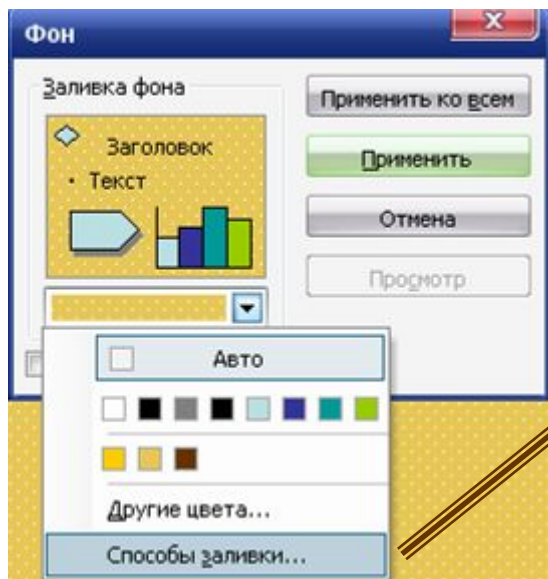 Фон
Заливка фона
Заголовок
• Текст
Применить ко всем
Применить
Отмена
Просмотр
Авто
Другие цвета...
Способы заливки...